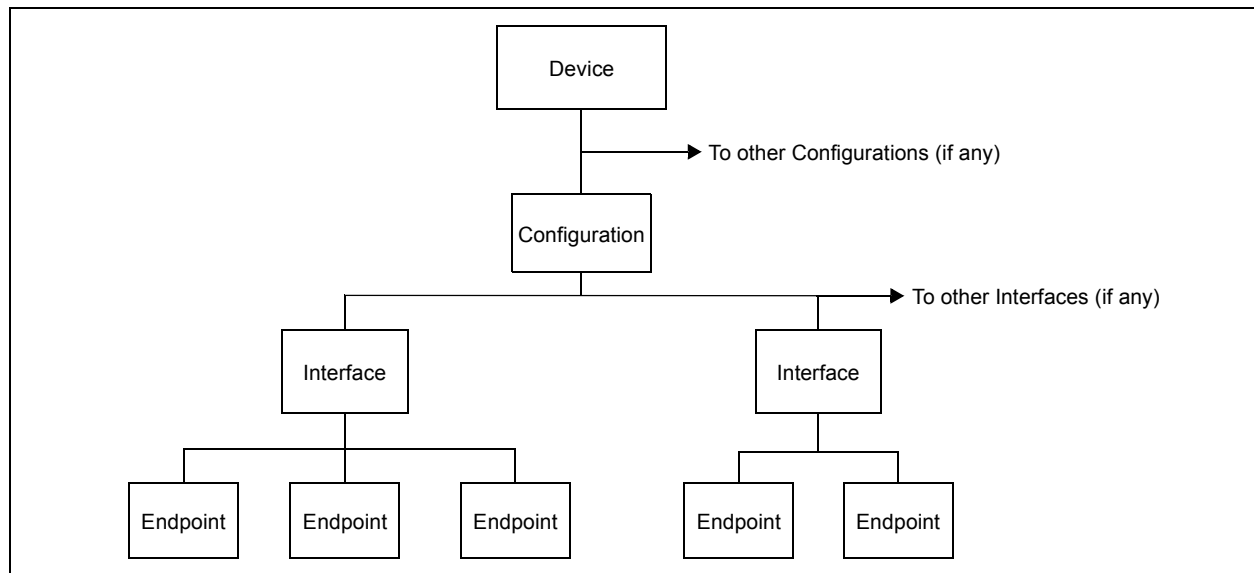 Device
To other Configurations (if any)
Configuration
To other Interfaces (if any)
Interface
Interface
Endpoint
Endpoint
Endpoint
Endpoint
Endpoint